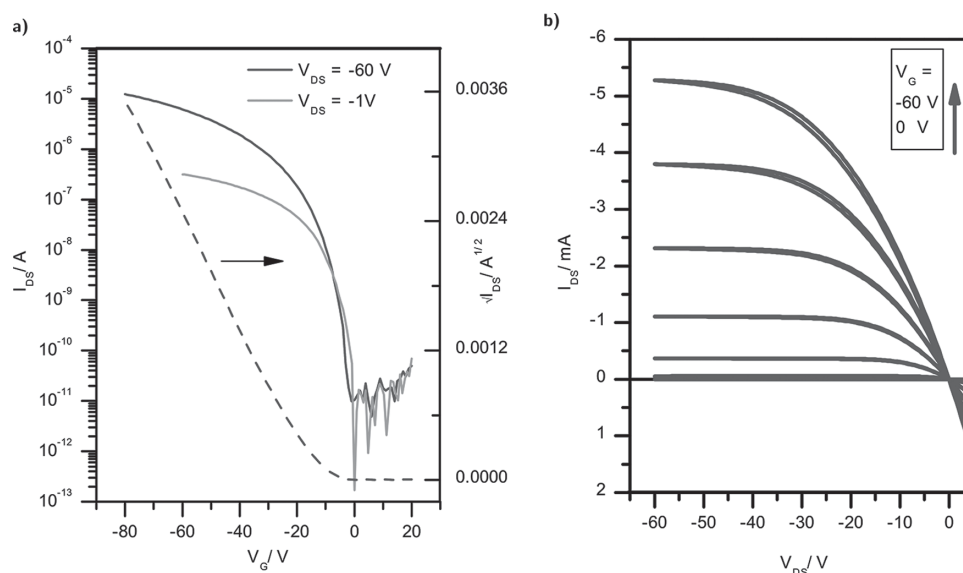 a)
10⁻⁴
10⁻⁵
10⁻⁶
10⁻⁷
10⁻⁸
10⁻⁹
10⁻¹⁰
10⁻¹¹
10⁻¹²
10⁻¹³
I_DS/ A
V_DS = -60 V
V_DS = -1V
0.0036
0.0024
0.0012
0.0000
√I_DS/ A^1/2
-80 -60 -40 -20 0 20
V_G/ V
b)
-6
-5
-4
-3
-2
-1
0
1
2
I_DS/ mA
V_G =
-60 V
0 V
-60 -50 -40 -30 -20 -10 0
V_DS/ V